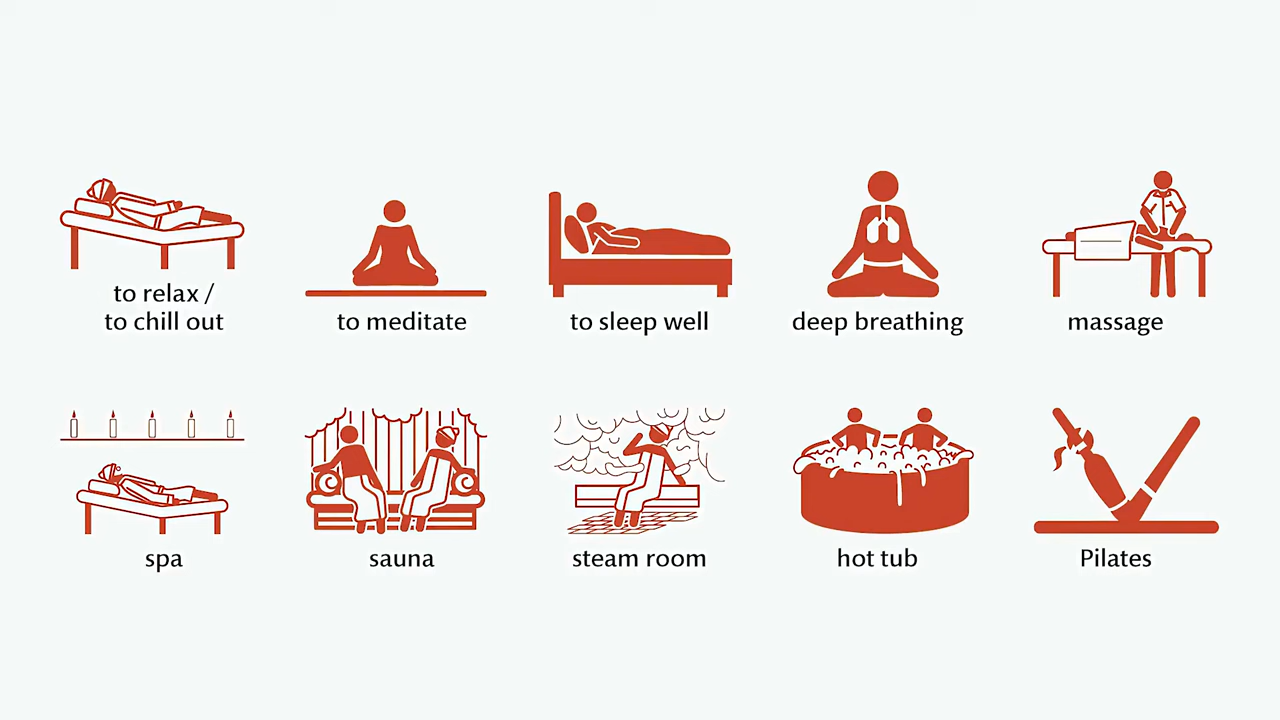 to relax /
to chill out
to meditate
to sleep well
deep breathing
massage
spa
sauna
steam room
hot tub
Pilates